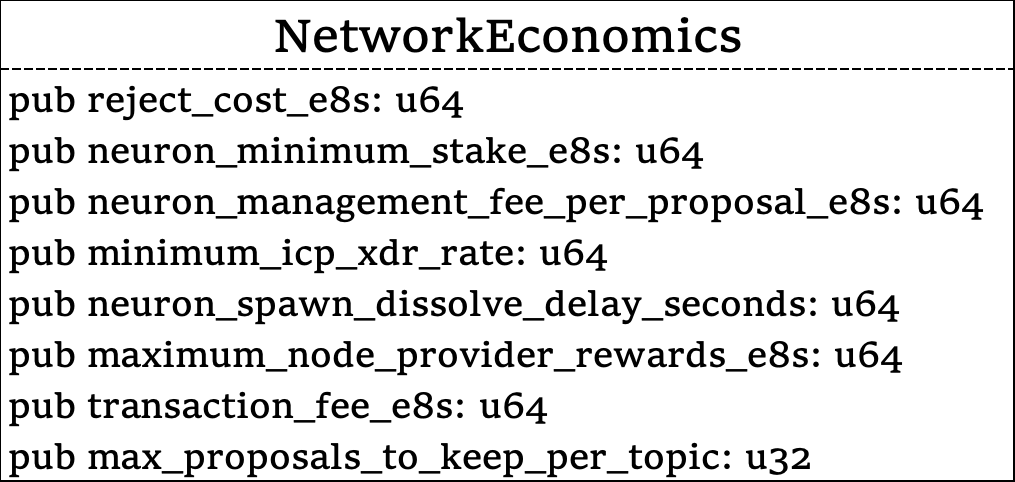 NetworkEconomics
pub reject_cost_e8s: u64
pub neuron_minimum_stake_e8s: u64
pub neuron_management_fee_per_proposal_e8s: u64
pub minimum_icp_xdr_rate: u64
pub neuron_spawn_dissolve_delay_seconds: u64
pub maximum_node_provider_rewards_e8s: u64
pub transaction_fee_e8s: u64
pub max_proposals_to_keep_per_topic: u32